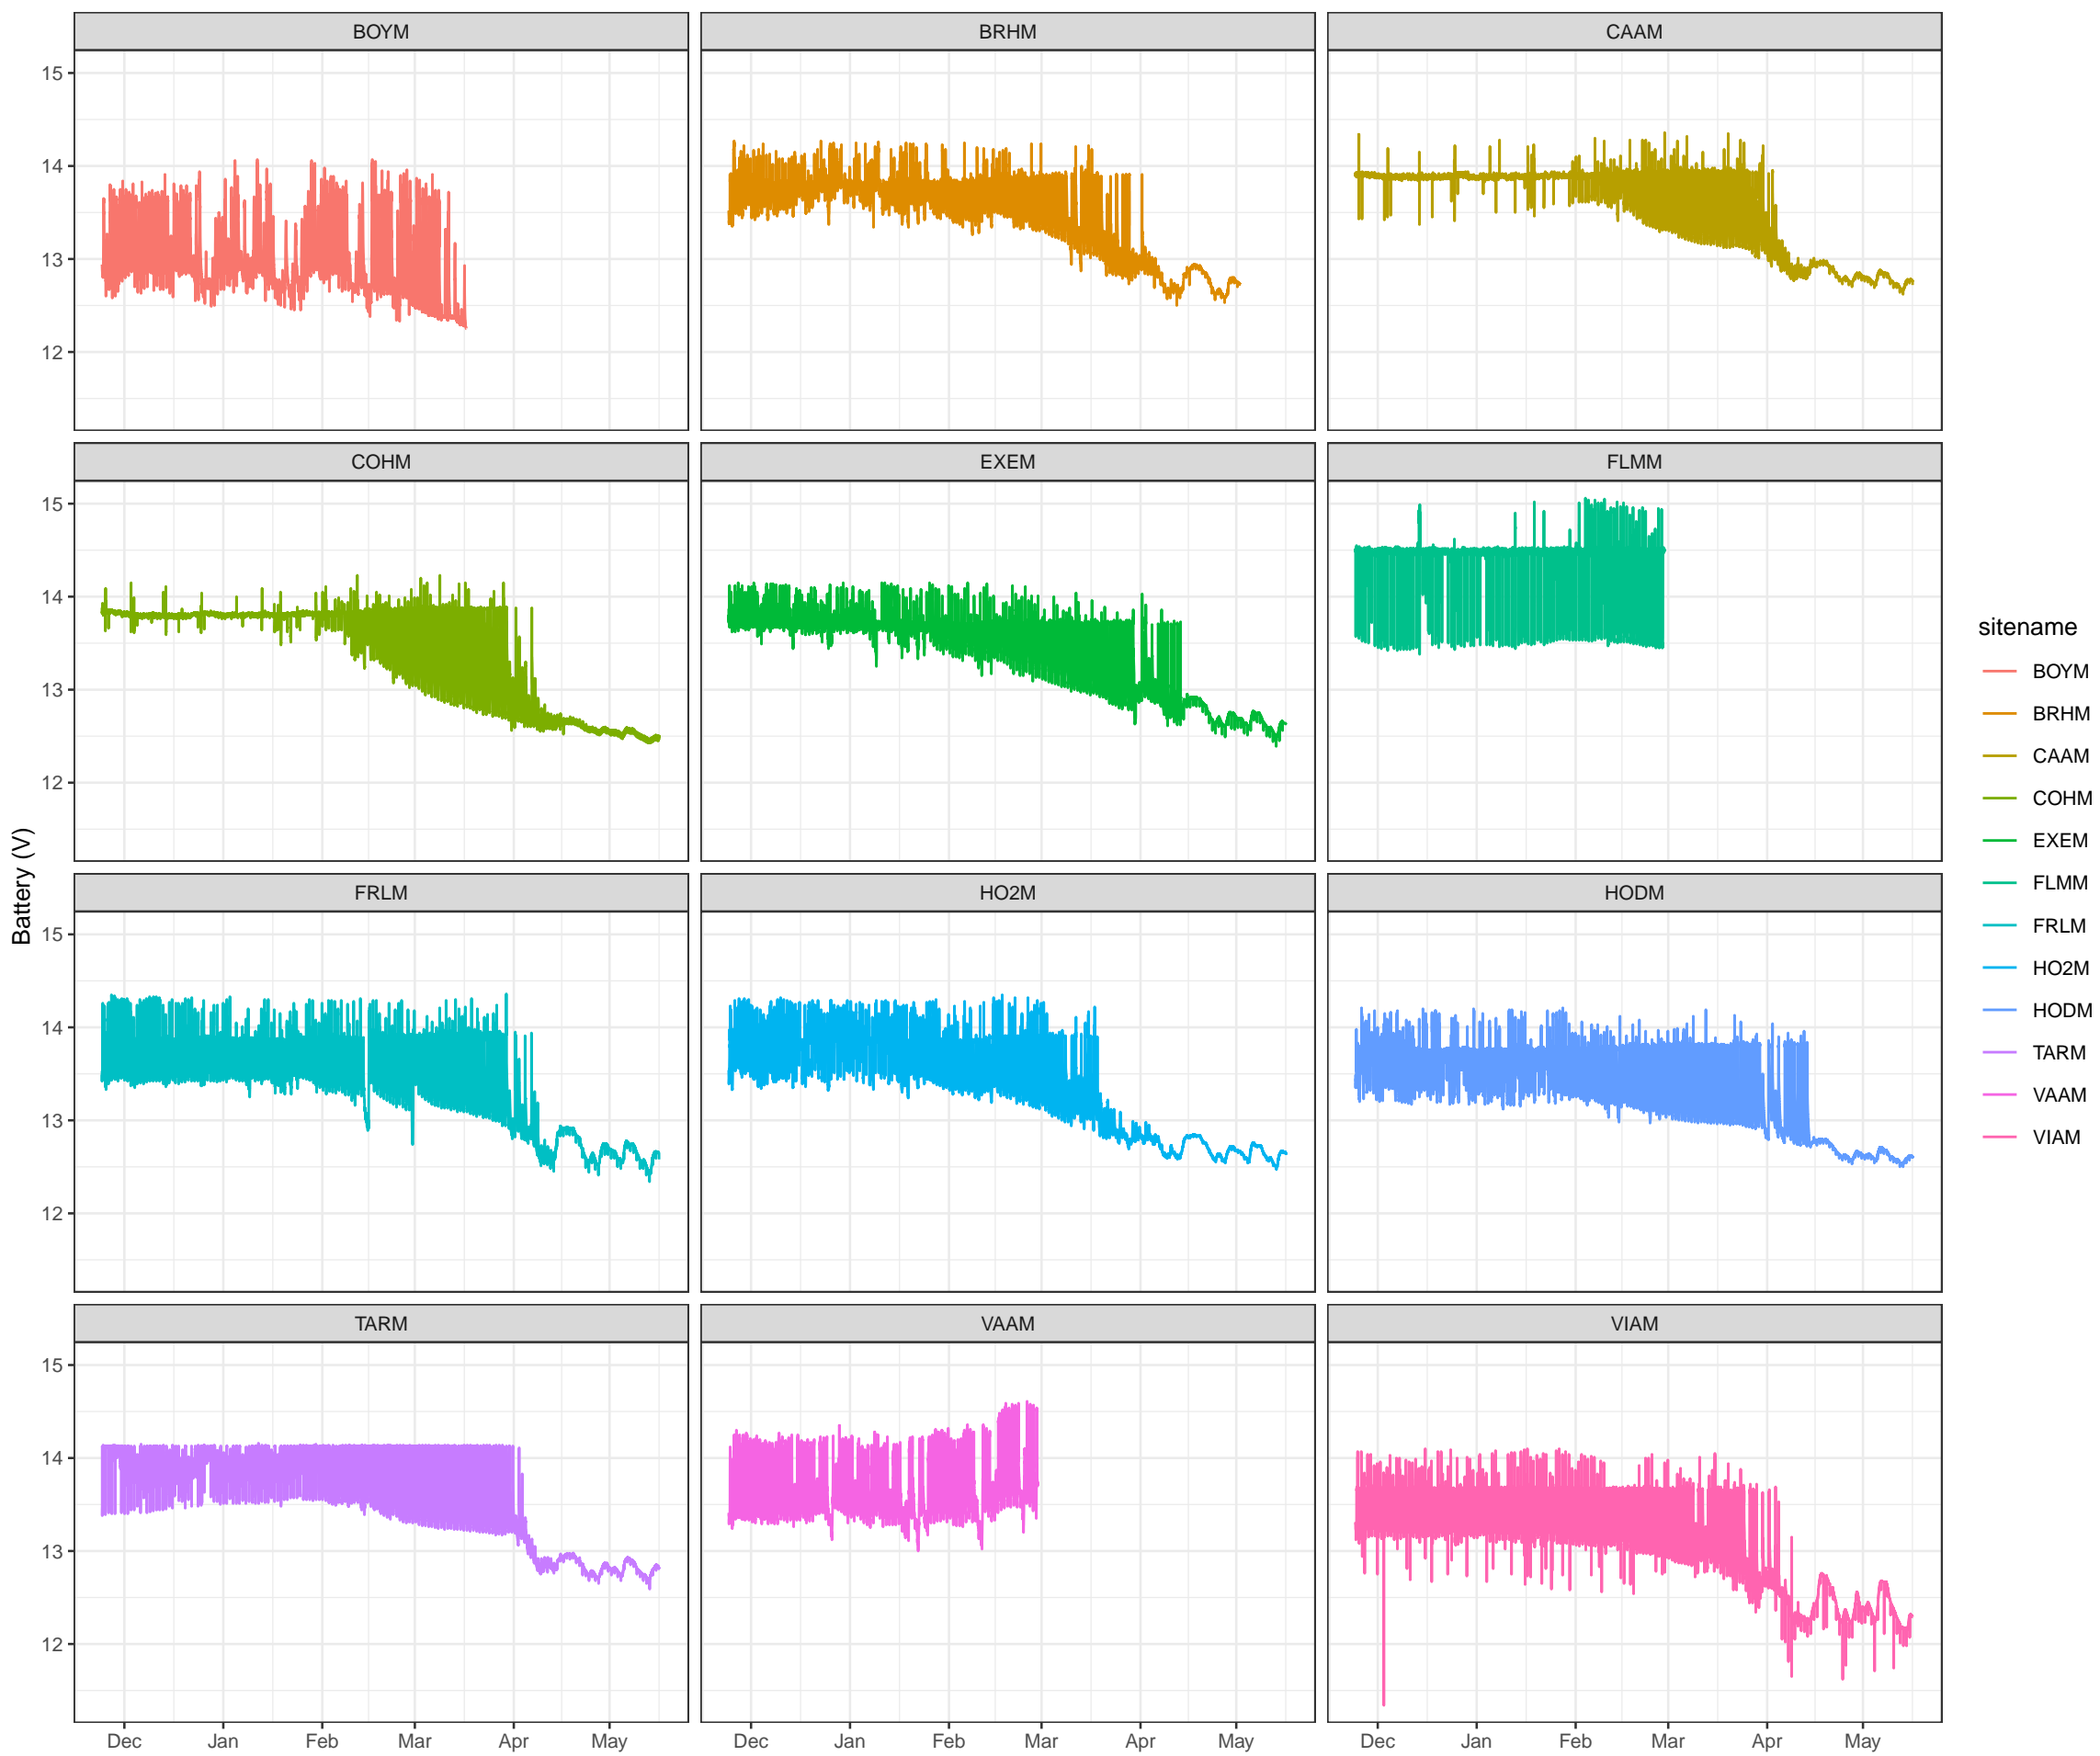 BOYM BRHM CAAM
15
14
13
12
COHM EXEM FLMM
15
14
13
12
FRLM HO2M HODM
15
14
13
12
TARM VAAM VIAM
15
14
13
12
Dec Jan Feb Mar Apr May Dec Jan Feb Mar Apr May Dec Jan Feb Mar Apr May
Battery (V)
sitename
BOYM
BRHM
CAAM
COHM
EXEM
FLMM
FRLM
HO2M
HODM
TARM
VAAM
VIAM